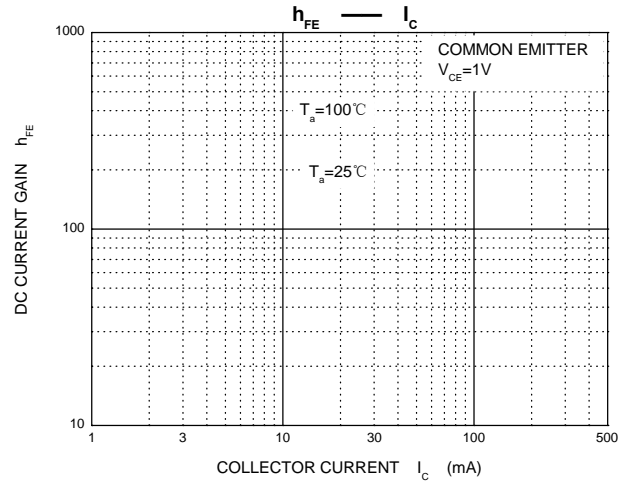 hFE —— IC
1000
COMMON EMITTER
VCE=1V
Ta=100℃
Ta=25℃
DC CURRENT GAIN hFE
100
10
1 3 10 30 100 500
COLLECTOR CURRENT IC (mA)